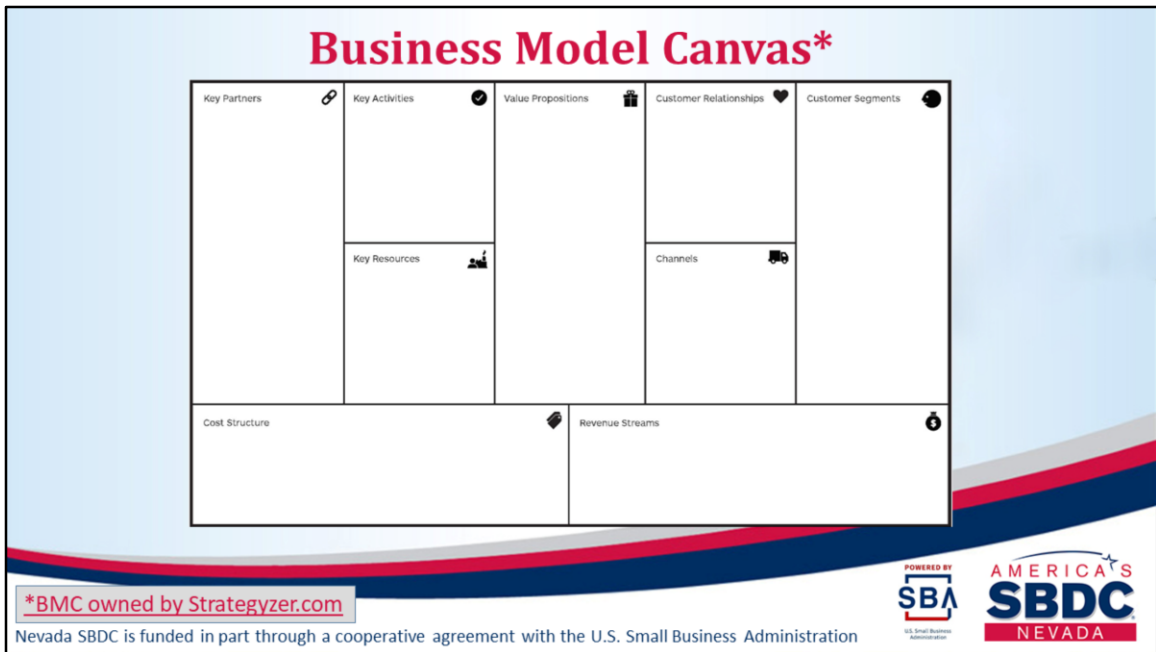 Business Model Canvas*
Key Partners
Key Activities
Value Propositions
Customer Relationships
Customer Segments
Key Resources
Channels
Cost Structure
Revenue Streams
$
*BMC owned by Strategyzer.com
Nevada SBDC is funded in part through a cooperative agreement with the U.S. Small Business Administration
POWERED BY
SBA
U.S. Small Business
Administration
AMERICA'S
SBDC
NEVADA